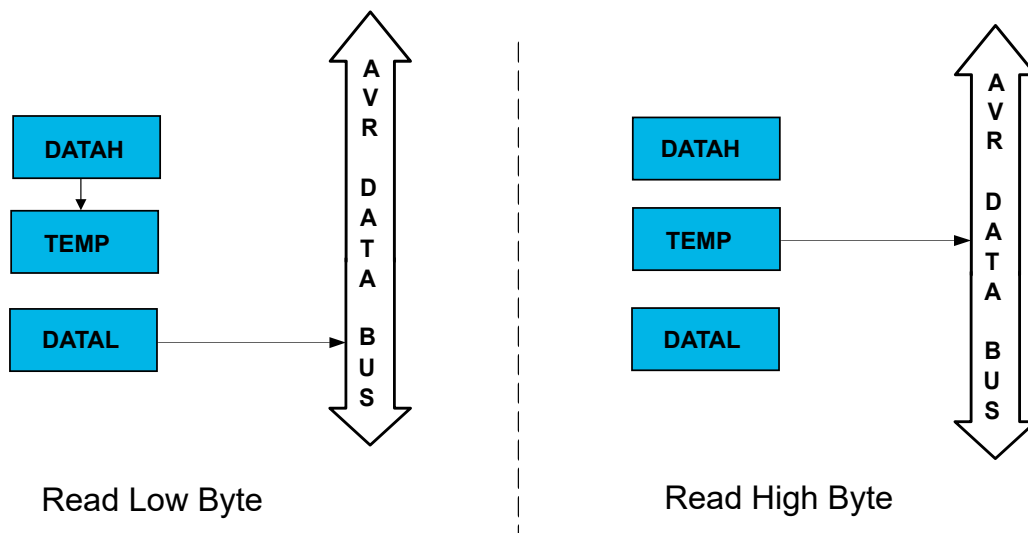 DATAH
TEMP
DATAL
AVR DATA BUS
Read Low Byte
DATAH
TEMP
DATAL
AVR DATA BUS
Read High Byte